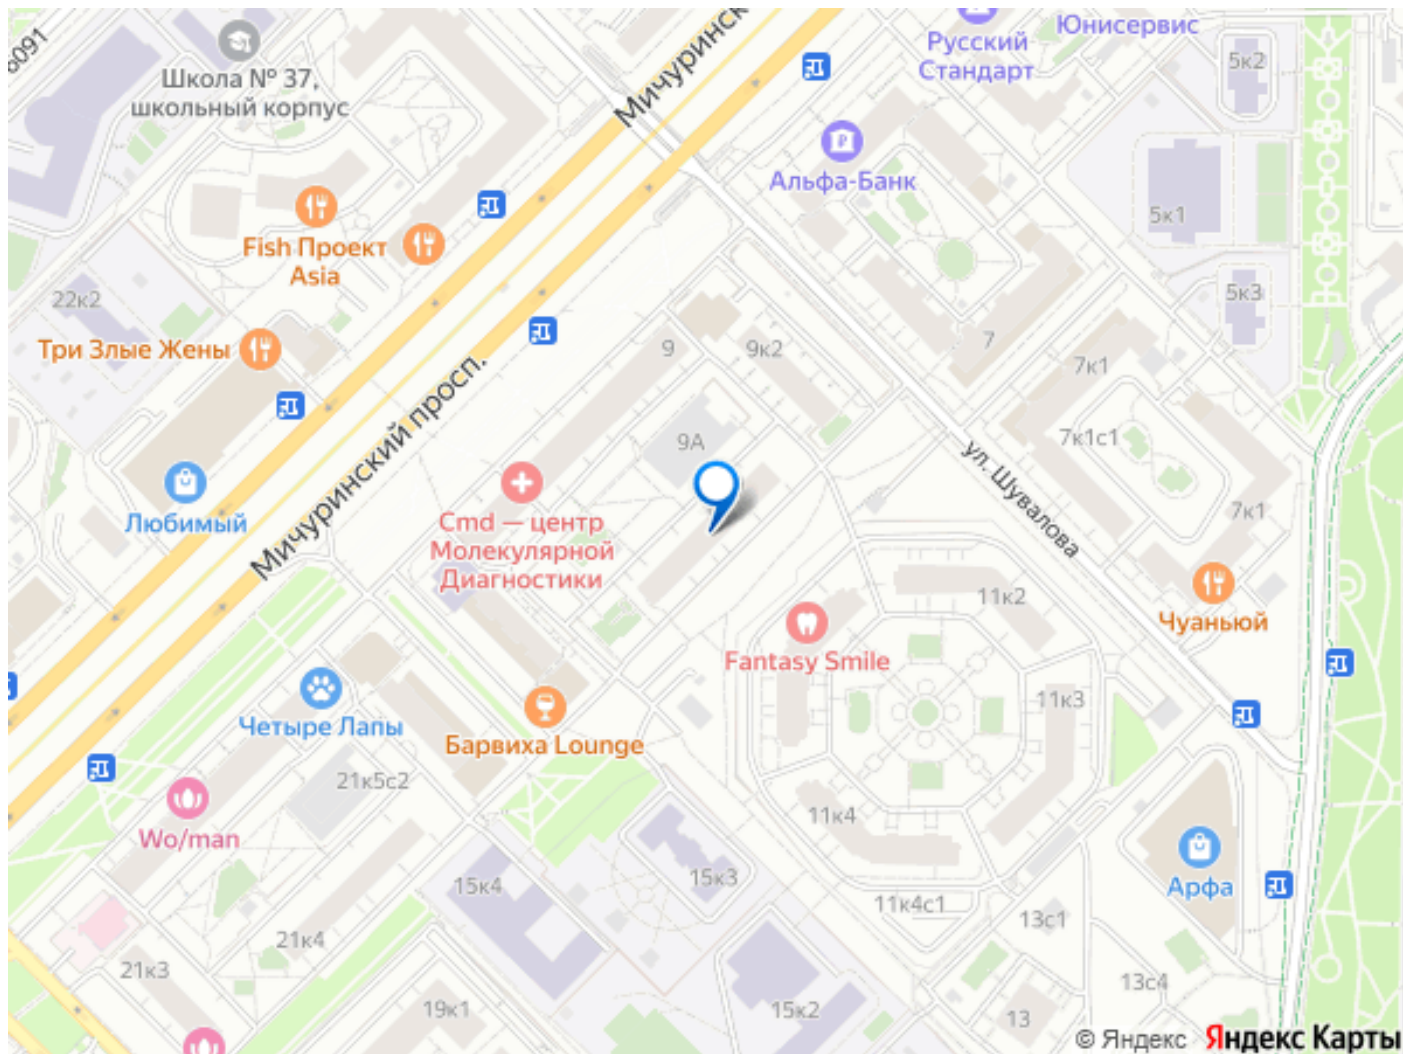 6091
Школа № 37,
школьный корпус
Мичуринск
Русский
Стандарт
Юнисервис
5к2
Альфа-Банк
5к1
Fish Проект
Asia
22к2
5к3
Три Злые Жены
9
9к2
7
7к1
Мичуринский просп.
9А
7к1с1
ул. Шувалова
7к1
Любимый
Cmd — центр
Молекулярной
Диагностики
11к2
Чуаньюй
Fantasy Smile
11к3
Четыре Лапы
Барвиха Lounge
21к5с2
11к4
Wo/man
15к4
15к3
Арфа
11к4с1
13с1
21к4
21к3
13с4
19к1
15к2
13
© Яндекс Яндекс Карты